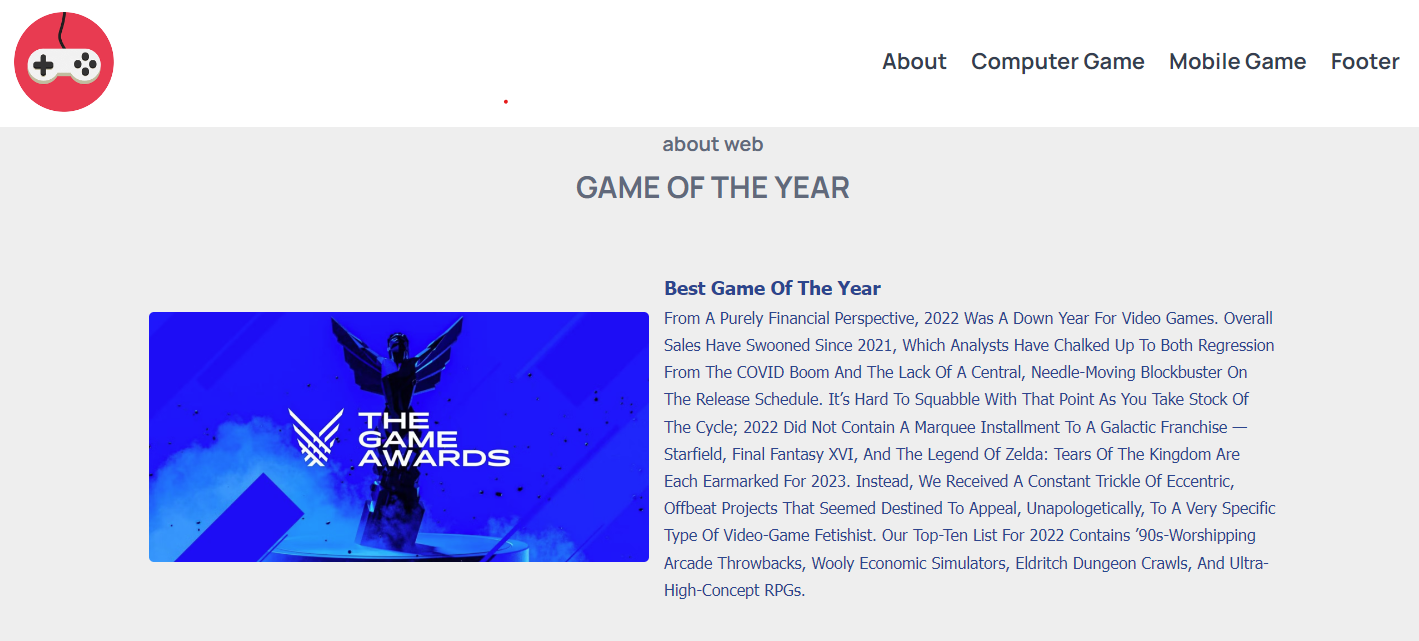 About Computer Game Mobile Game Footer
about web
GAME OF THE YEAR
Best Game Of The Year
From A Purely Financial Perspective, 2022 Was A Down Year For Video Games. Overall
Sales Have Swooned Since 2021, Which Analysts Have Chalked Up To Both Regression
From The COVID Boom And The Lack Of A Central, Needle-Moving Blockbuster On
The Release Schedule. It’s Hard To Squabble With That Point As You Take Stock Of
The Cycle; 2022 Did Not Contain A Marquee Installment To A Galactic Franchise —
Starfield, Final Fantasy XVI, And The Legend Of Zelda: Tears Of The Kingdom Are
Each Earmarked For 2023. Instead, We Received A Constant Trickle Of Eccentric,
Offbeat Projects That Seemed Destined To Appeal, Unapologetically, To A Very Specific
Type Of Video-Game Fetishist. Our Top-Ten List For 2022 Contains ’90s-Worshipping
Arcade Throwbacks, Wooly Economic Simulators, Eldritch Dungeon Crawls, And Ultra-
High-Concept RPGs.
THE
GAME
AWARDS